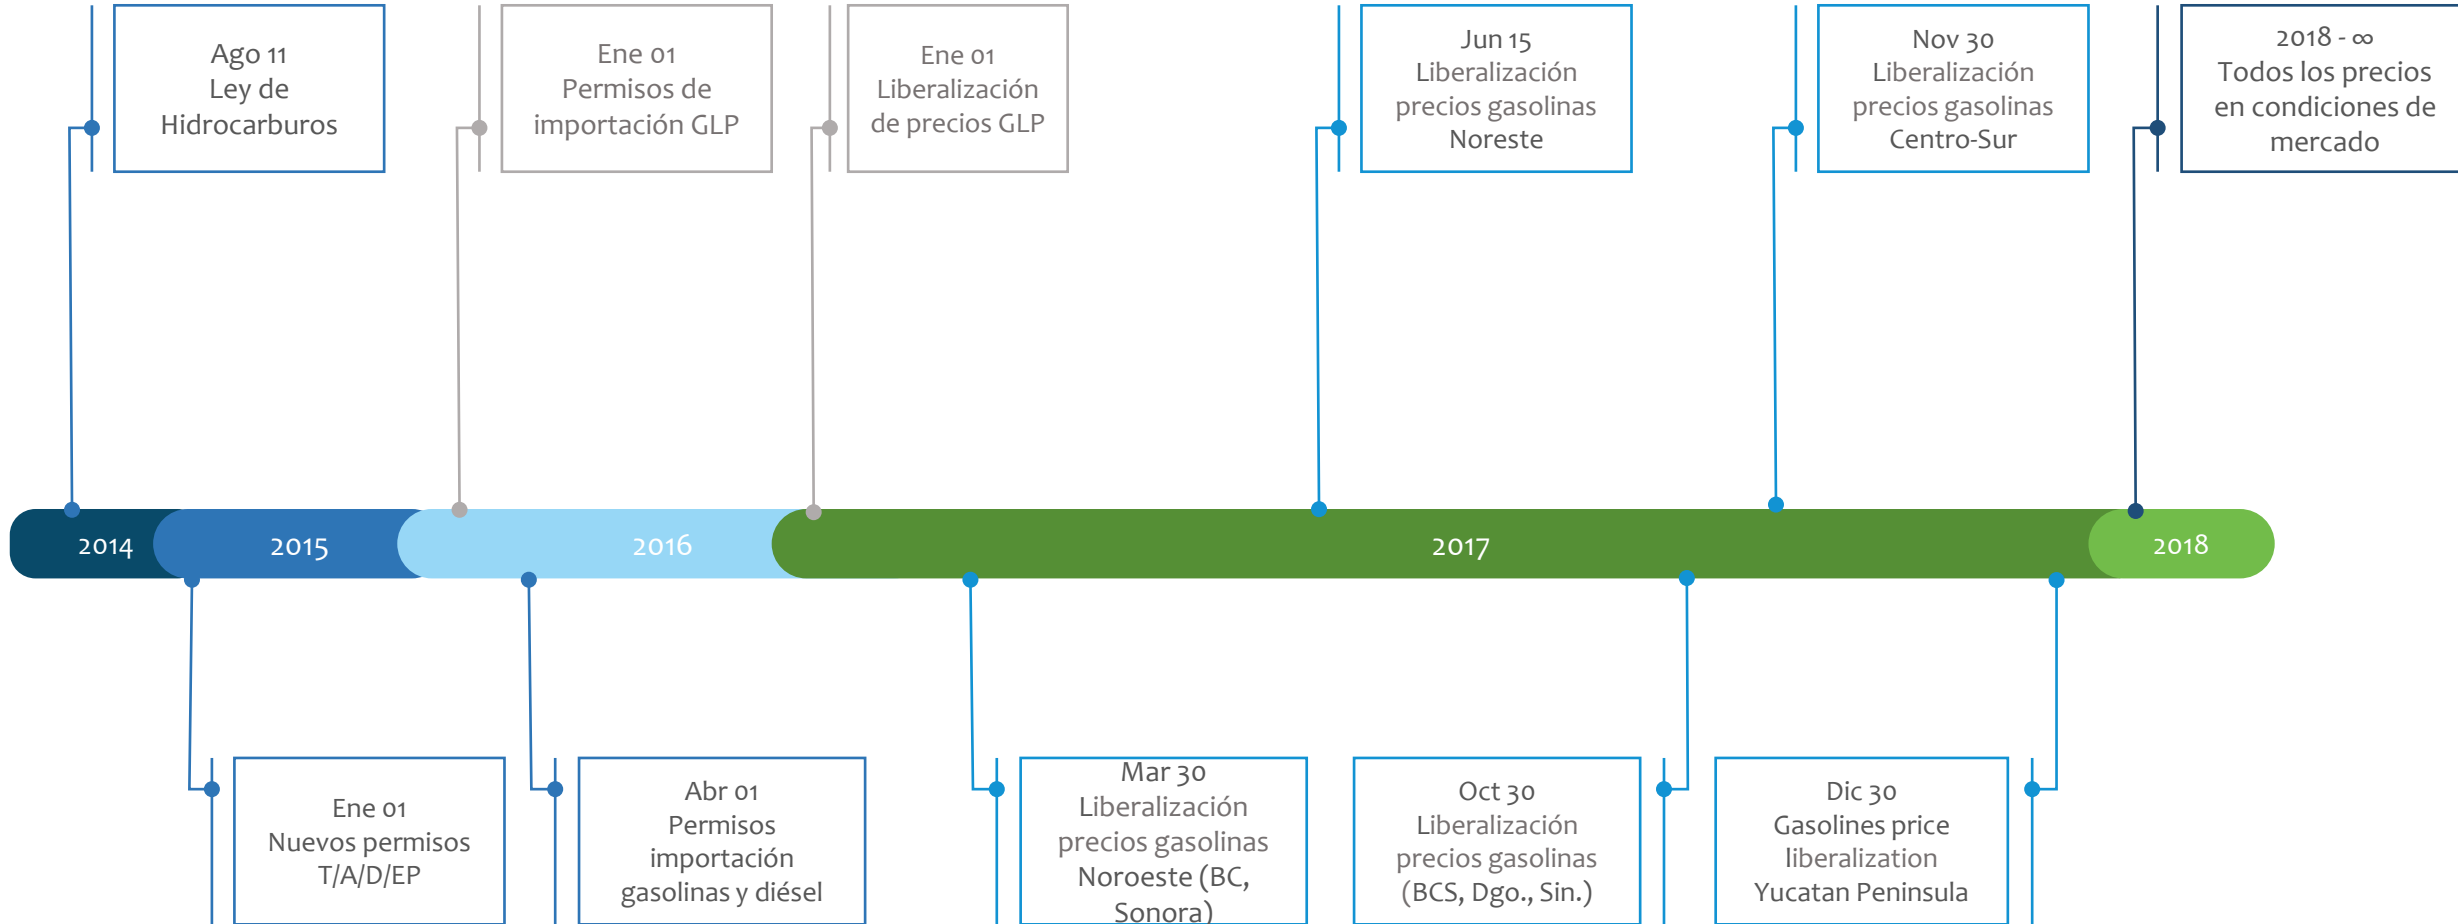 Ago 11
Ley de
Hidrocarburos
Ene 01
Permisos de
importación GLP
Ene 01
Liberalización
de precios GLP
Jun 15
Liberalización
precios gasolinas
Noreste
Nov 30
Liberalización
precios gasolinas
Centro-Sur
2018 - ∞
Todos los precios
en condiciones de
mercado
2014
2015
2016
2017
2018
Ene 01
Nuevos permisos
T/A/D/EP
Abr 01
Permisos
importación
gasolinas y diésel
Mar 30
Liberalización
precios gasolinas
Noroeste (BC,
Sonora)
Oct 30
Liberalización
precios gasolinas
(BCS, Dgo., Sin.)
Dic 30
Gasolines price
liberalization
Yucatan Peninsula